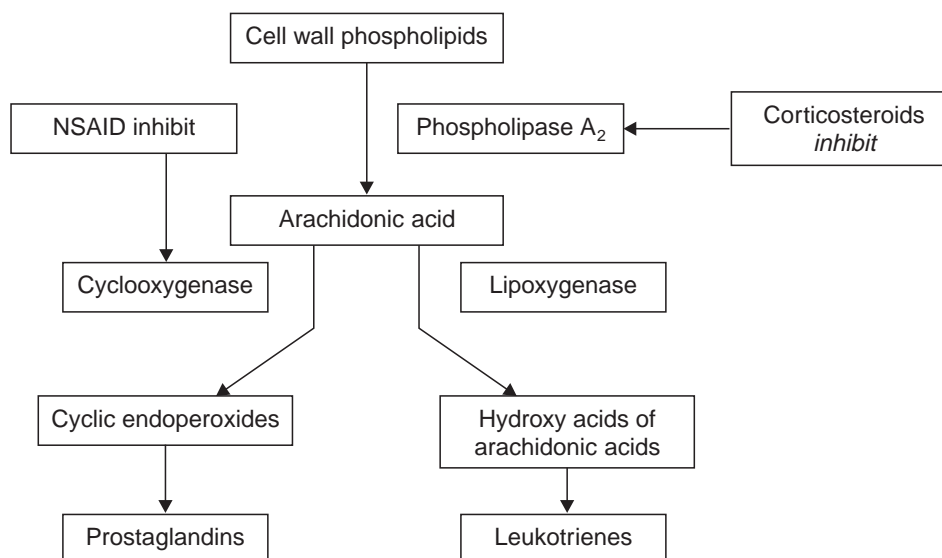 Cell wall phospholipids
NSAID inhibit
Phospholipase A2
Corticosteroids
inhibit
Arachidonic acid
Cyclooxygenase
Lipoxygenase
Cyclic endoperoxides
Hydroxy acids of
arachidonic acids
Prostaglandins
Leukotrienes